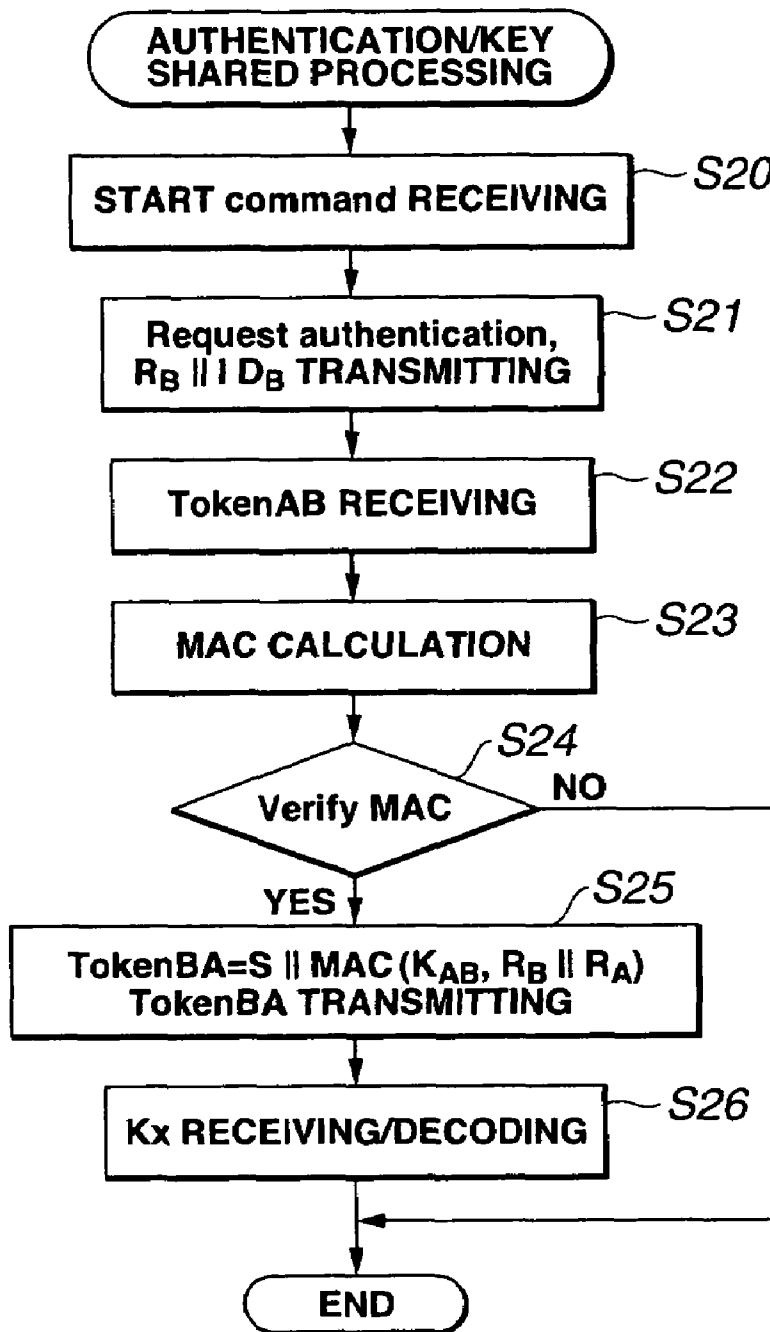 AUTHENTICATION/KEY
SHARED PROCESSING
S20
START command RECEIVING
S21
Request authentication,
RB || I DB TRANSMITTING
S22
TokenAB RECEIVING
S23
MAC CALCULATION
S24
Verify MAC
NO
YES
S25
TokenBA=S || MAC (KAB, RB || RA)
TokenBA TRANSMITTING
S26
Kx RECEIVING/DECODING
END